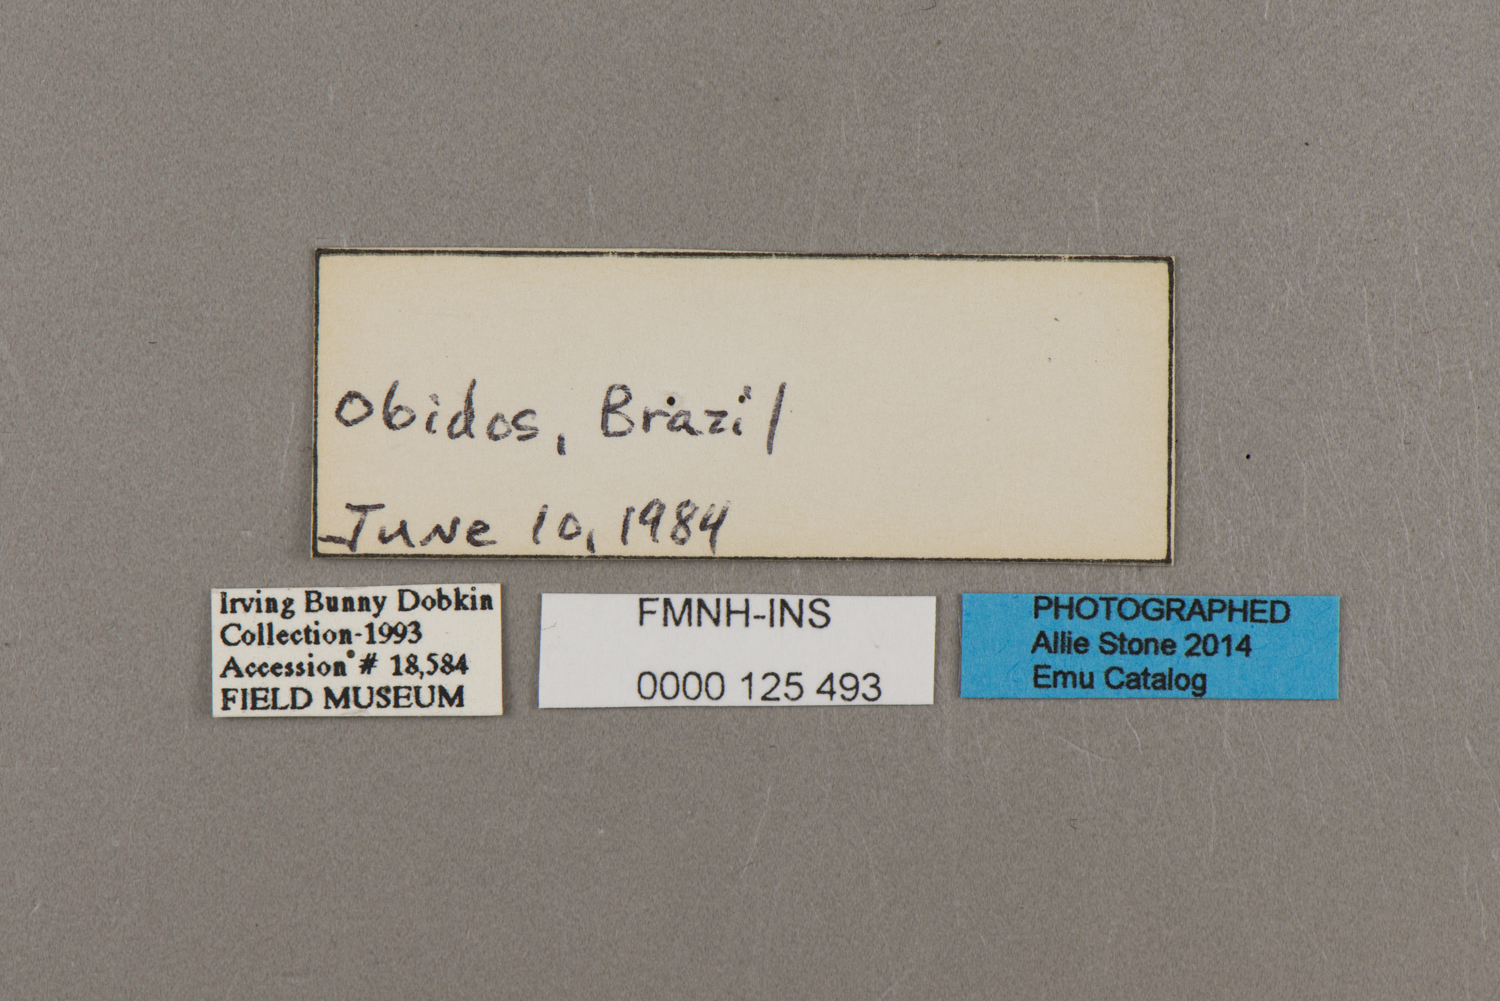 Obidos, Brazil
June 10, 1984
Irving Bunny Dobkin
Collection-1993
Accession # 18,584
FIELD MUSEUM
FMNH-INS
0000 125 493
PHOTOGRAPHED
Allie Stone 2014
Emu Catalog